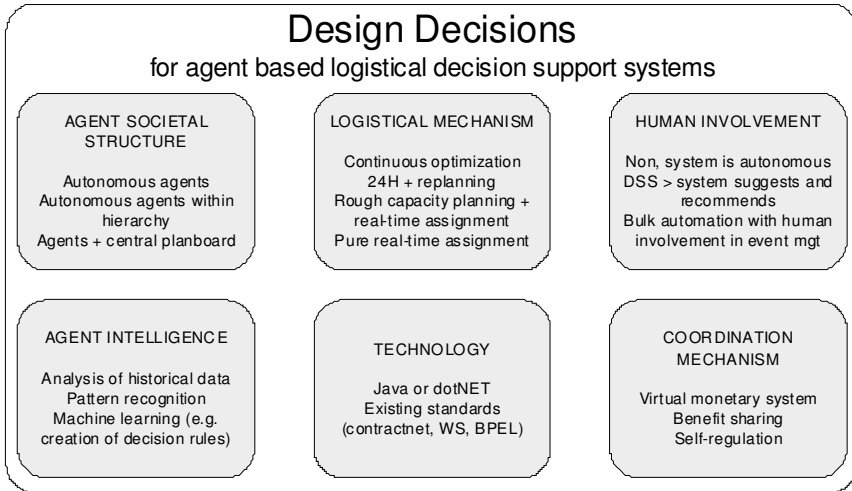 Design Decisions
for agent based logistical decision support systems
AGENT SOCIETAL
STRUCTURE
Autonomous agents
Autonomous agents within
hierarchy
Agents + central planboard
LOGISTICAL MECHANISM
Continuous optimization
24H + replanning
Rough capacity planning +
real-time assignment
Pure real-time assignment
HUMAN INVOLVEMENT
Non, system is autonomous
DSS > system suggests and
recommends
Bulk automation with human
involvement in event mgt
AGENT INTELLIGENCE
Analysis of historical data
Pattern recognition
Machine learning (e.g.
creation of decision rules)
TECHNOLOGY
Java or dotNET
Existing standards
(contractnet, WS, BPEL)
COORDINATION
MECHANISM
Virtual monetary system
Benefit sharing
Self-regulation